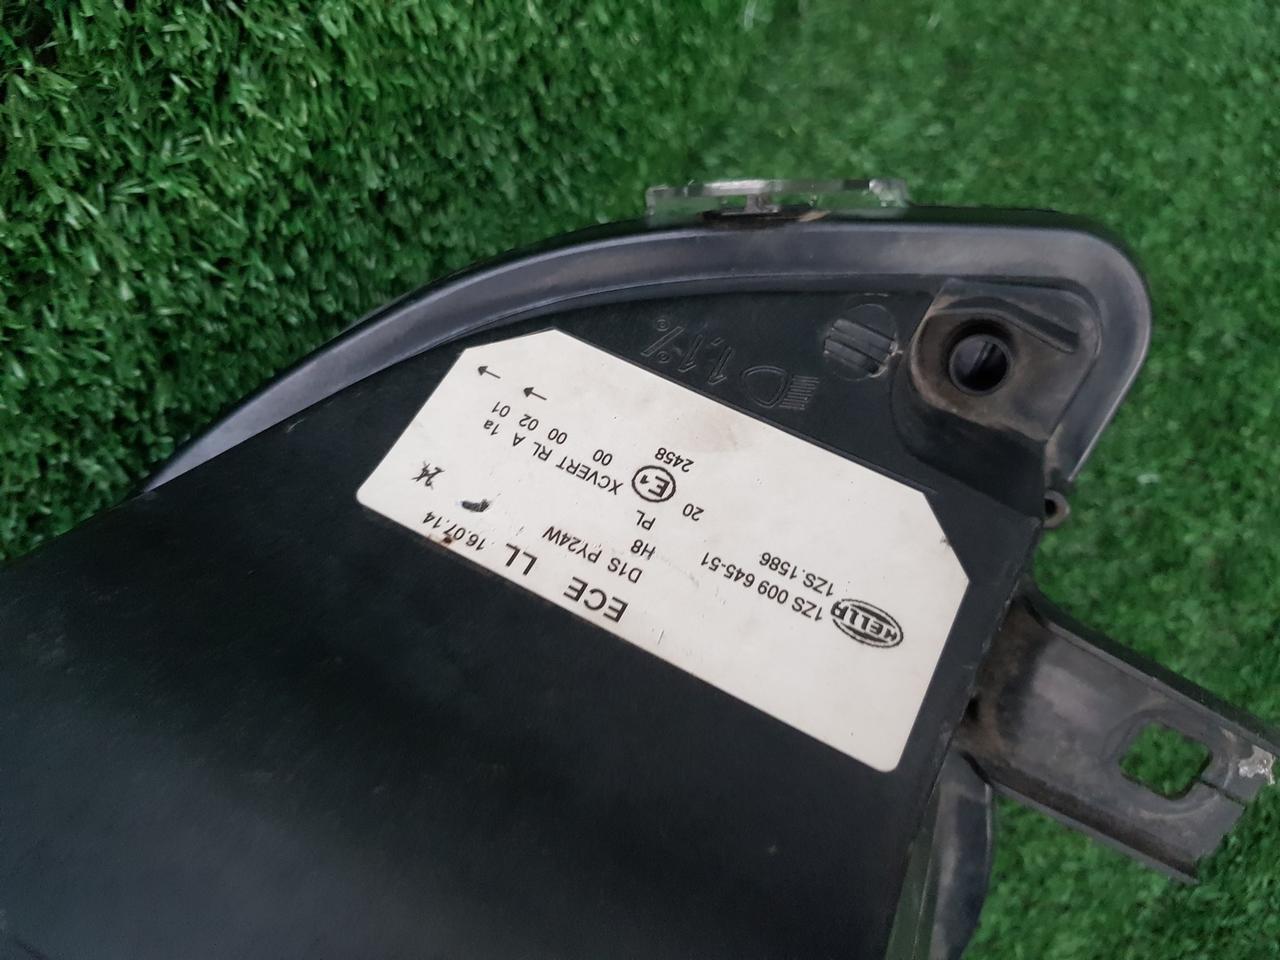 HELLA
1ZS 009 645-51
1ZS.1586
ECE LL 16.07.14
D1S PY24W
H8
PL
20 E1 XCVERT RL A 1a
00 00 02 01
2458
1,1%